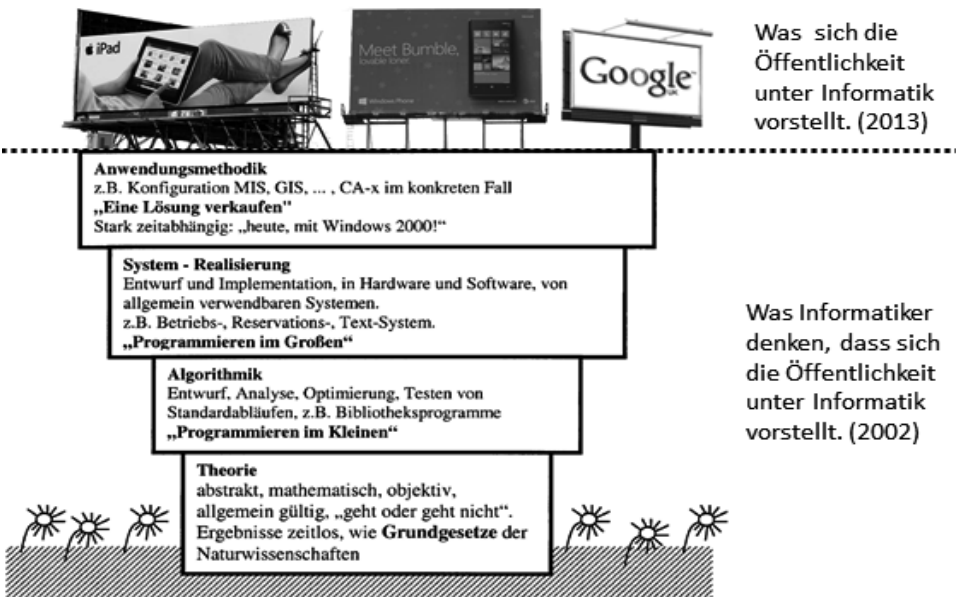 iPad
Meet Bumble,
lovable loner.
Windows Phone
Google
UK
Was sich die
Öffentlichkeit
unter Informatik
vorstellt. (2013)
Anwendungsmethodik
z.B. Konfiguration MIS, GIS, ... , CA-x im konkreten Fall
„Eine Lösung verkaufen"
Stark zeitabhängig: „heute, mit Windows 2000!“
System - Realisierung
Entwurf und Implementation, in Hardware und Software, von
allgemein verwendbaren Systemen.
z.B. Betriebs-, Reservations-, Text-System.
„Programmieren im Großen“
Algorithmik
Entwurf, Analyse, Optimierung, Testen von
Standardabläufen, z.B. Bibliotheksprogramme
„Programmieren im Kleinen“
Theorie
abstrakt, mathematisch, objektiv,
allgemein gültig, „geht oder geht nicht“.
Ergebnisse zeitlos, wie Grundgesetze der
Naturwissenschaften
Was Informatiker
denken, dass sich
die Öffentlichkeit
unter Informatik
vorstellt. (2002)